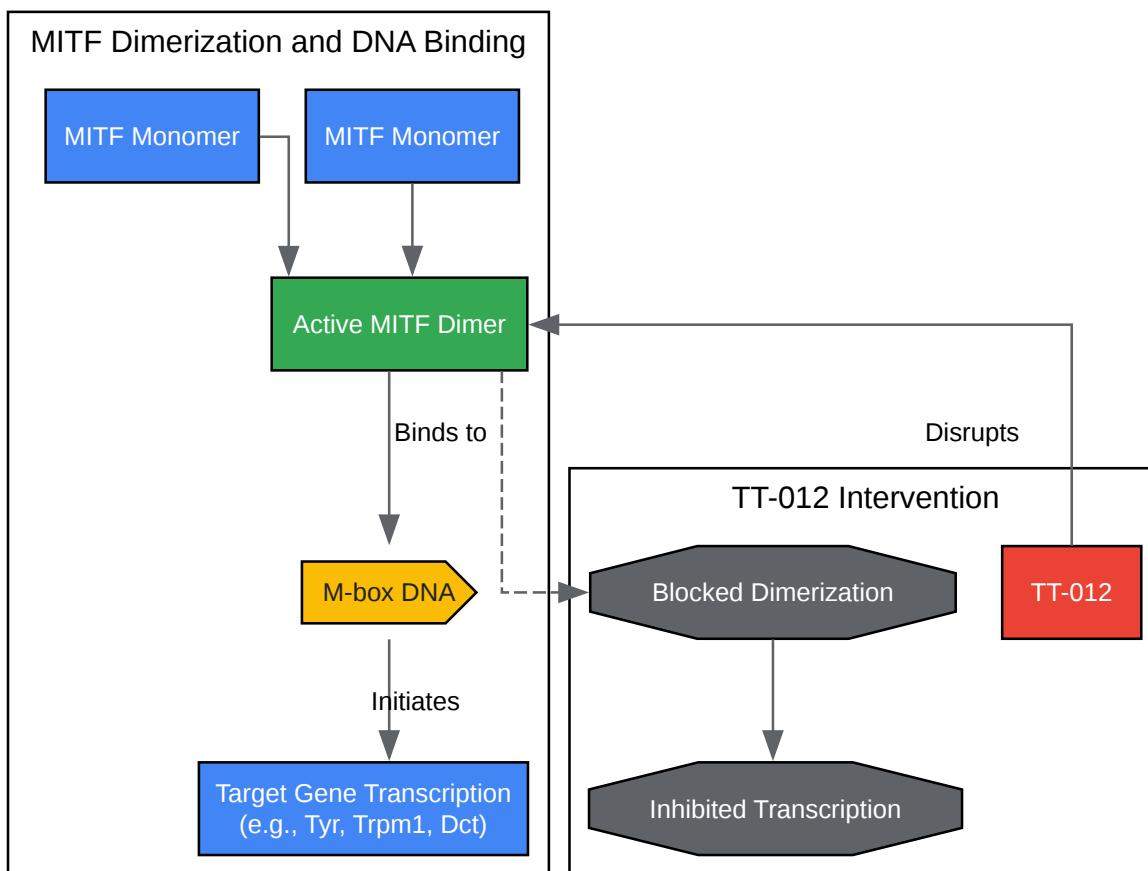 MITF Dimerization and DNA Binding
MITF Monomer
MITF Monomer
Active MITF Dimer
Binds to
Disrupts
TT-012 Intervention
M-box DNA
Blocked Dimerization
TT-012
Initiates
Target Gene Transcription
(e.g., Tyr, Trpm1, Dct)
Inhibited Transcription